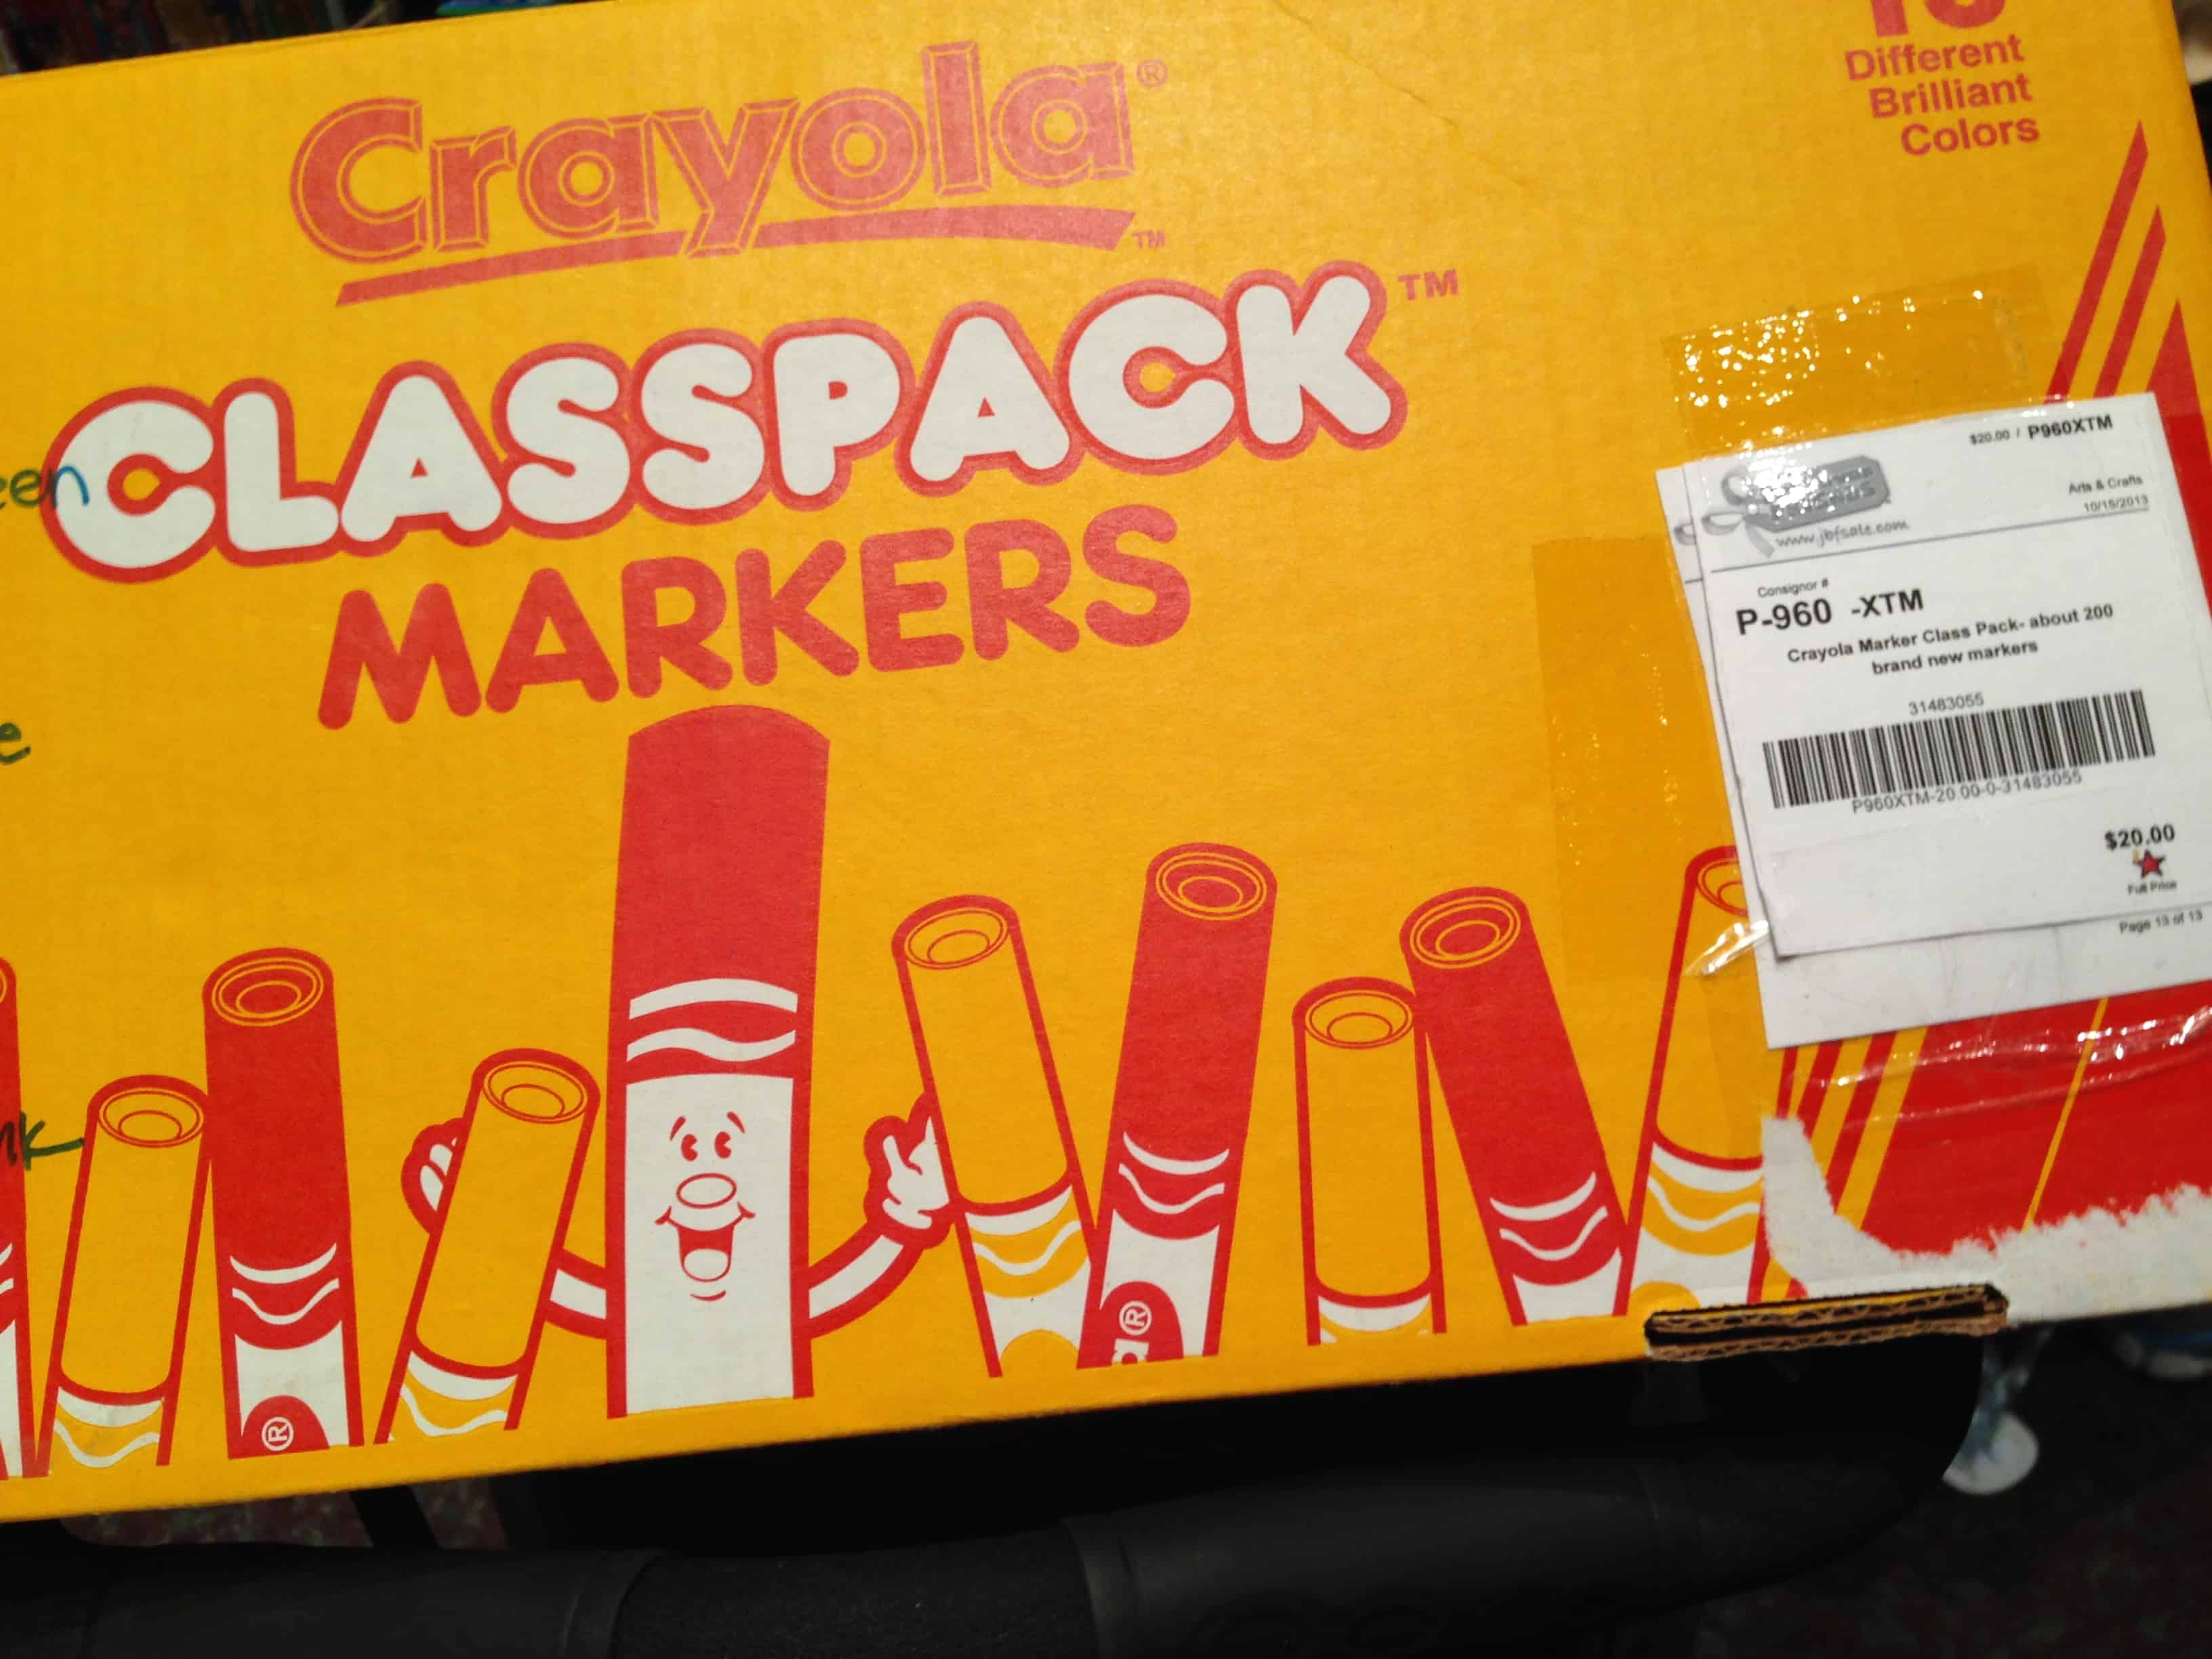 Crayola®
TM
CLASSPACK™
MARKERS
Different
Brilliant
Colors
een
e
nk
$20.00 / P960XTM
Arts & Crafts
10/15/2013
www.jbfsale.com
Consignor #
P-960 -XTM
Crayola Marker Class Pack- about 200
brand new markers
31483055
P960XTM-20.00-0-31483055
$20.00
Full Price
Page 13 of 13
®
®